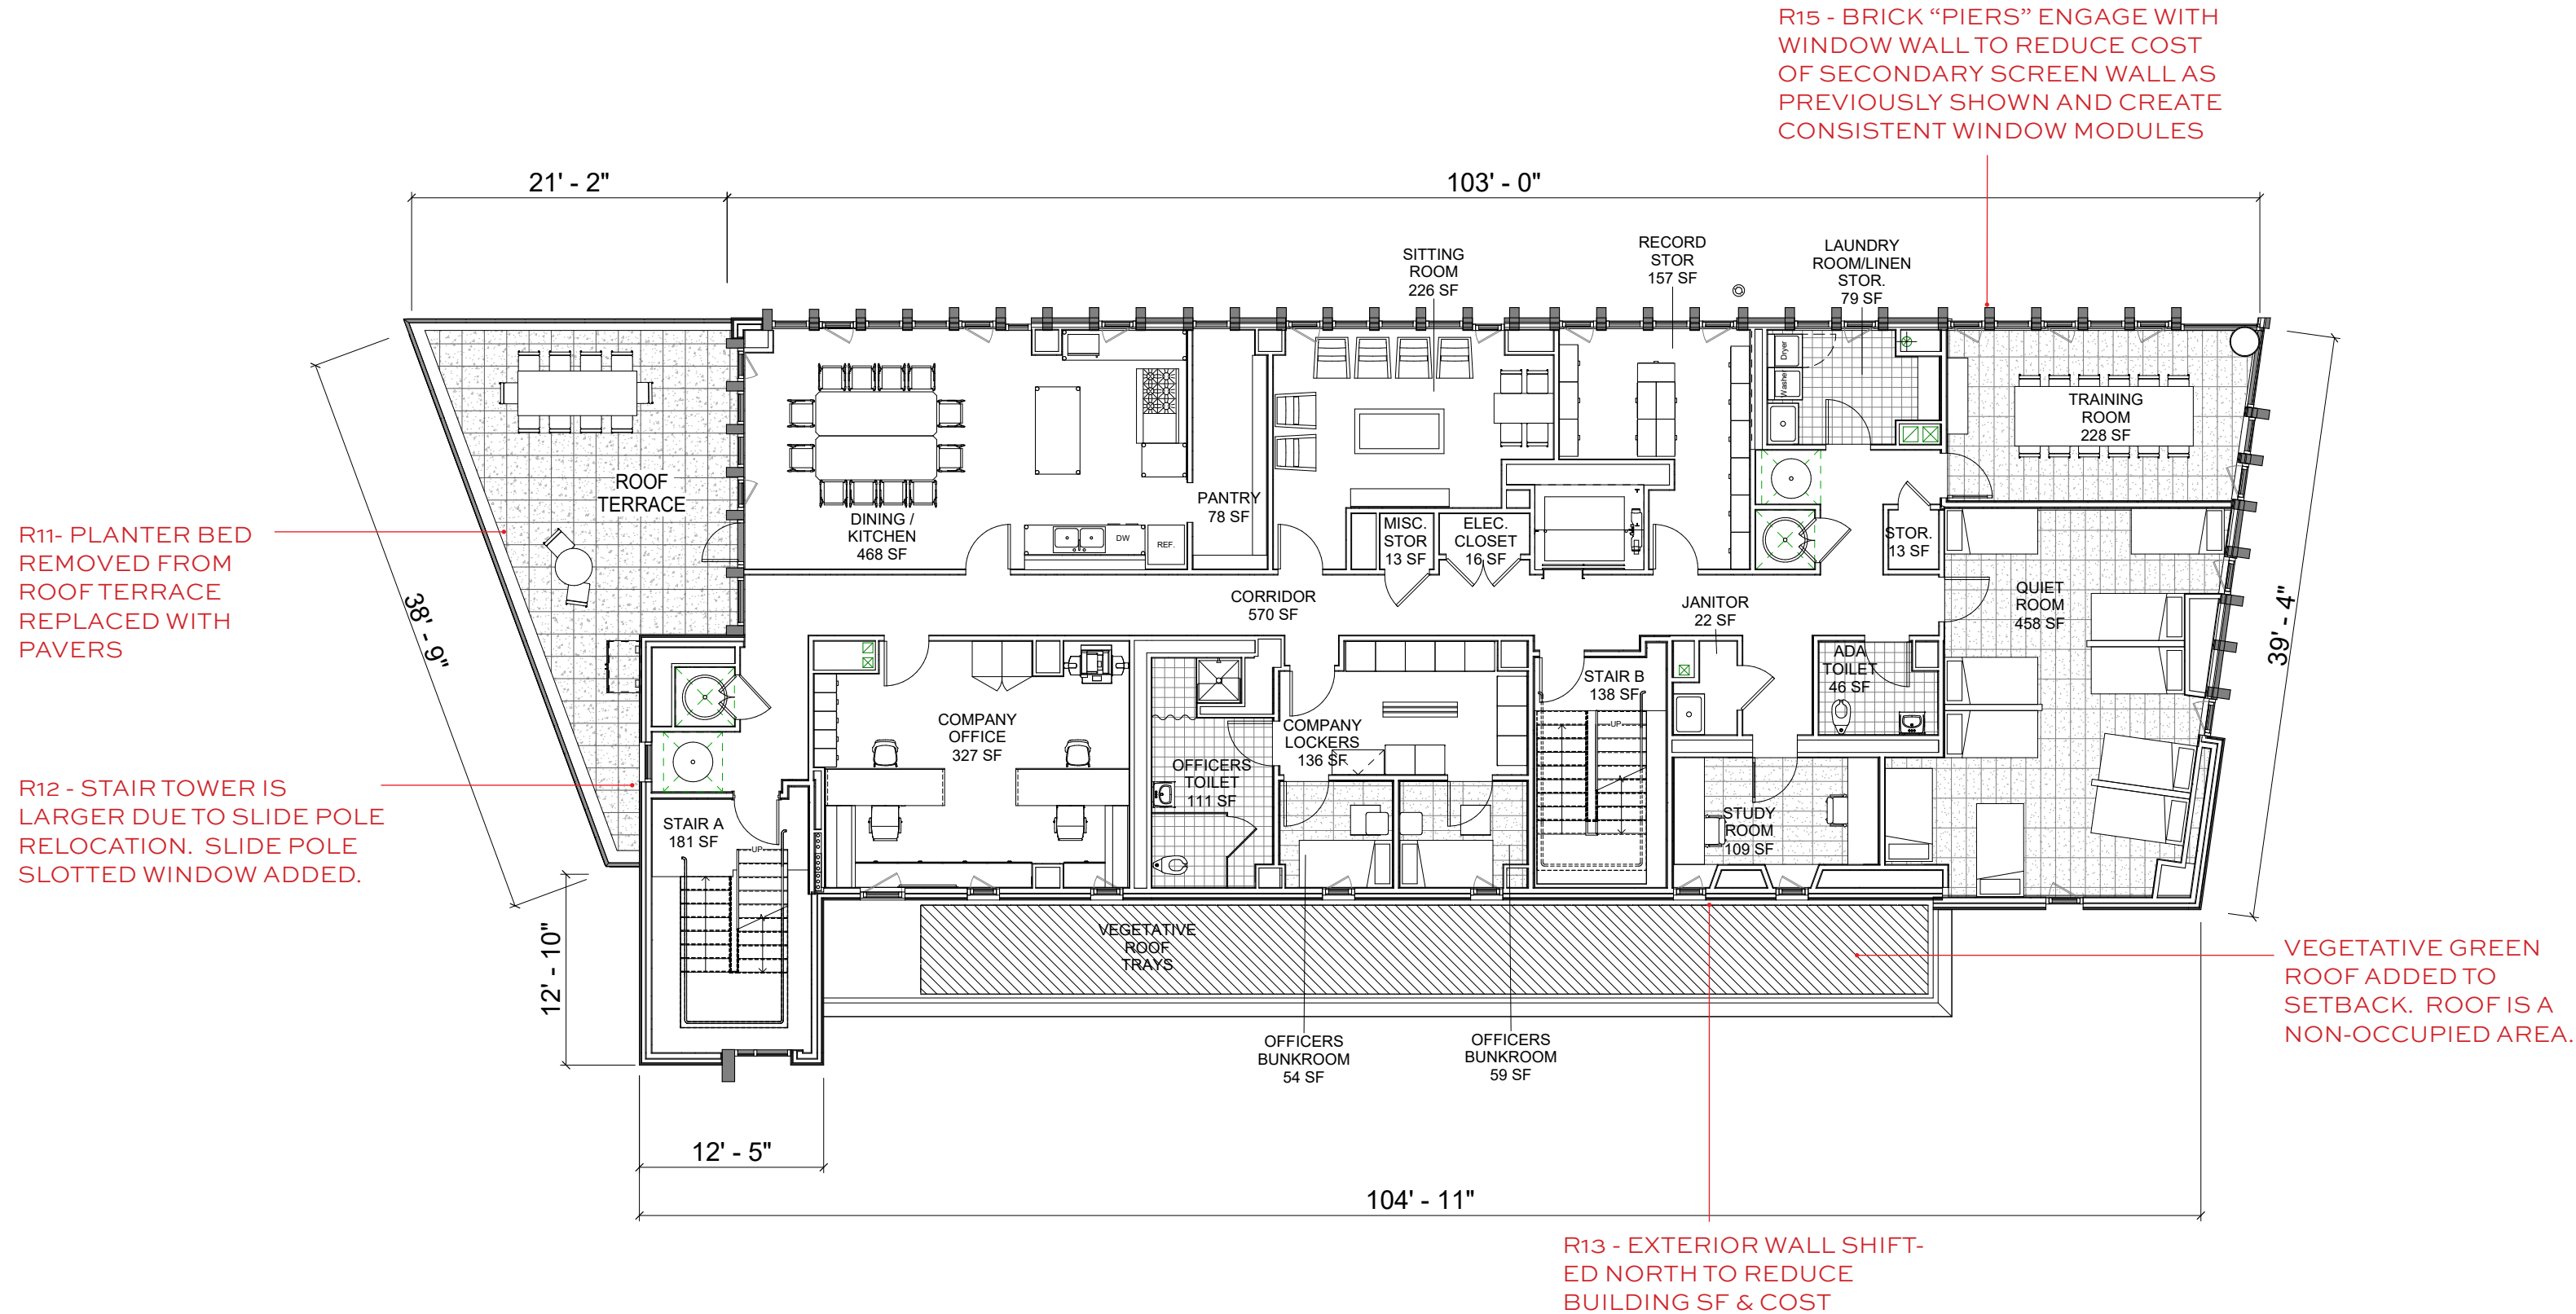 R15 - BRICK “PIERS” ENGAGE WITH
WINDOW WALL TO REDUCE COST
OF SECONDARY SCREEN WALL AS
PREVIOUSLY SHOWN AND CREATE
CONSISTENT WINDOW MODULES
21' - 2"
103' - 0"
SITTING
ROOM
226 SF
RECORD
STOR
157 SF
LAUNDRY
ROOM/LINEN
STOR.
79 SF
Dryer
Washer
TRAINING
ROOM
228 SF
ROOF
TERRACE
DINING /
KITCHEN
468 SF
PANTRY
78 SF
DW
REF.
MISC.
STOR
13 SF
ELEC.
CLOSET
16 SF
STOR.
13 SF
R11- PLANTER BED
REMOVED FROM
ROOF TERRACE
REPLACED WITH
PAVERS
38' - 9"
CORRIDOR
570 SF
JANITOR
22 SF
QUIET
ROOM
458 SF
39' - 4"
ADA
TOILET
46 SF
STAIR B
138 SF
UP
COMPANY
OFFICE
327 SF
COMPANY
LOCKERS
136 SF
OFFICERS
TOILET
111 SF
R12 - STAIR TOWER IS
LARGER DUE TO SLIDE POLE
RELOCATION.  SLIDE POLE
SLOTTED WINDOW ADDED.
STAIR A
181 SF
UP
STUDY
ROOM
109 SF
VEGETATIVE
ROOF
TRAYS
12' - 10"
VEGETATIVE GREEN
ROOF ADDED TO
SETBACK.  ROOF IS A
NON-OCCUPIED AREA.
OFFICERS
BUNKROOM
54 SF
OFFICERS
BUNKROOM
59 SF
12' - 5"
104' - 11"
R13 - EXTERIOR WALL SHIFT-
ED NORTH TO REDUCE
BUILDING SF & COST